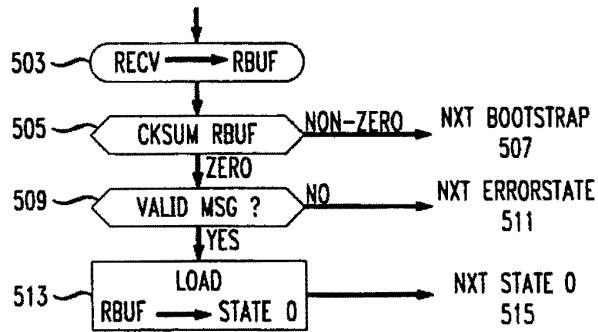 503
RECV RBUF
505
CKSUM RBUF
NON-ZERO
NXT BOOTSTRAP
507
ZERO
509
VALID MSG ?
NO
NXT ERRORSTATE
511
YES
513
LOAD
RBUF STATE 0
NXT STATE 0
515